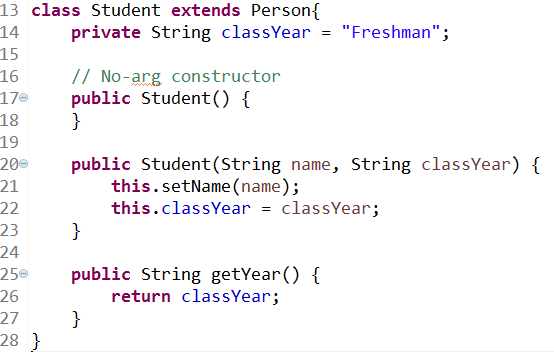 13 class Student extends Person{
14     private String classYear = "Freshman";
15
16     // No-arg constructor
17     public Student() {
18     }
19
20     public Student(String name, String classYear) {
21         this.setName(name);
22         this.classYear = classYear;
23     }
24
25     public String getYear() {
26         return classYear;
27     }
28 }